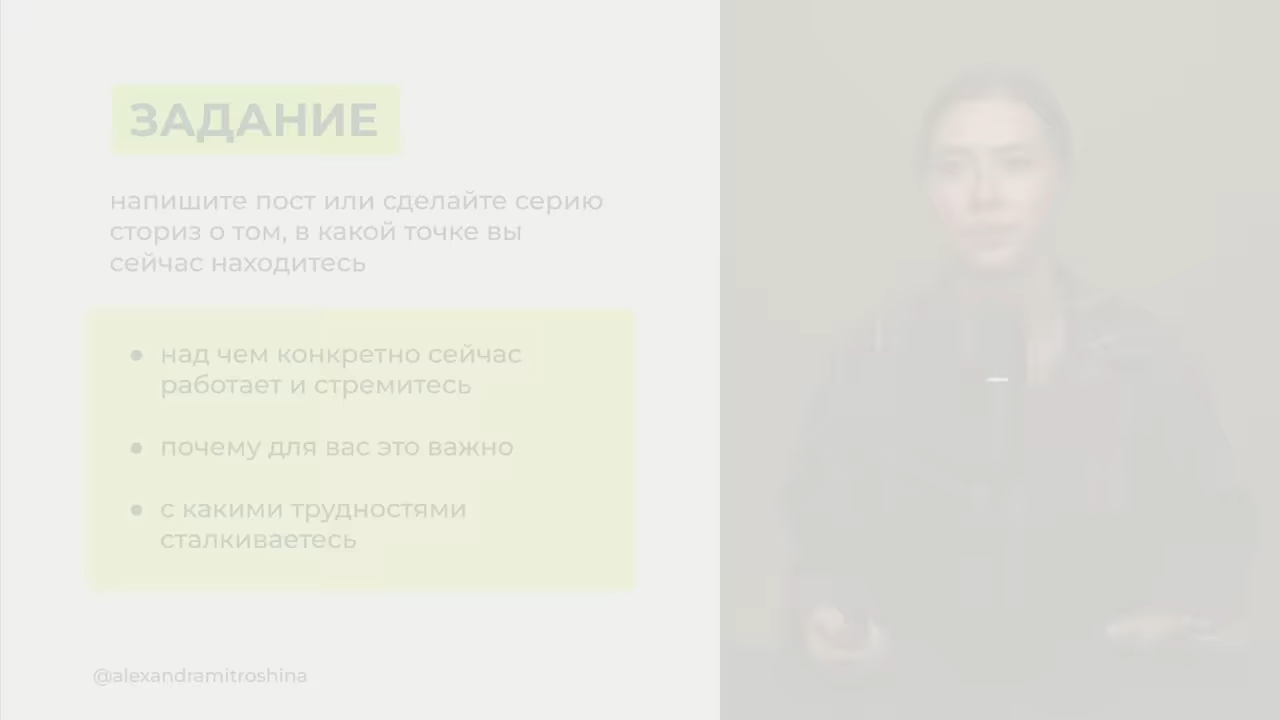 ЗАДАНИЕ
напишите пост или сделайте серию
сториз о том, в какой точке вы
сейчас находитесь
● над чем конкретно сейчас
работает и стремитесь
● почему для вас это важно
● с какими трудностями
сталкиваетесь
@alexandramitroshina